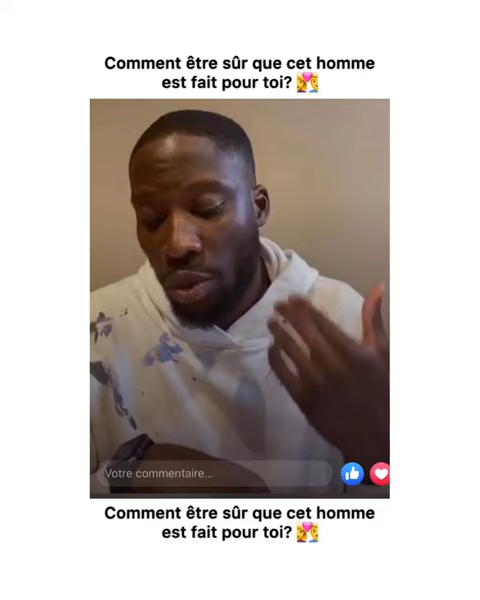 Comment être sûr que cet homme
est fait pour toi? 💏
Votre commentaire...
Comment être sûr que cet homme
est fait pour toi? 💏